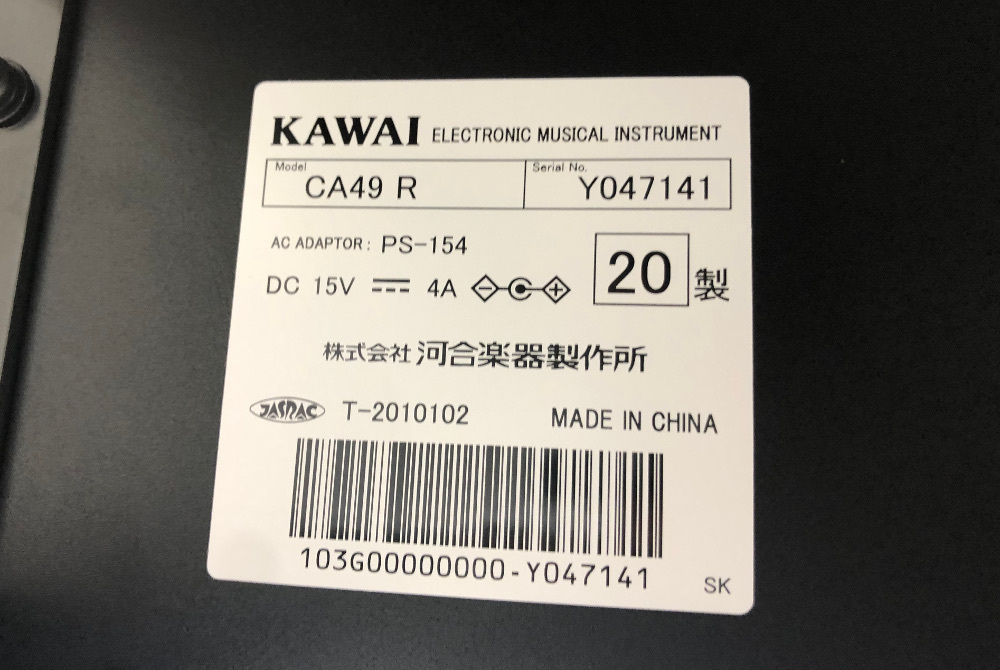 KAWAI ELECTRONIC MUSICAL INSTRUMENT
Model Serial No.
CA49 R Y047141
AC ADAPTOR : PS-154
DC 15V 4A
20 製
株式会社 河合楽器製作所
JASRAC T-2010102 MADE IN CHINA
103G00000000-Y047141
SK